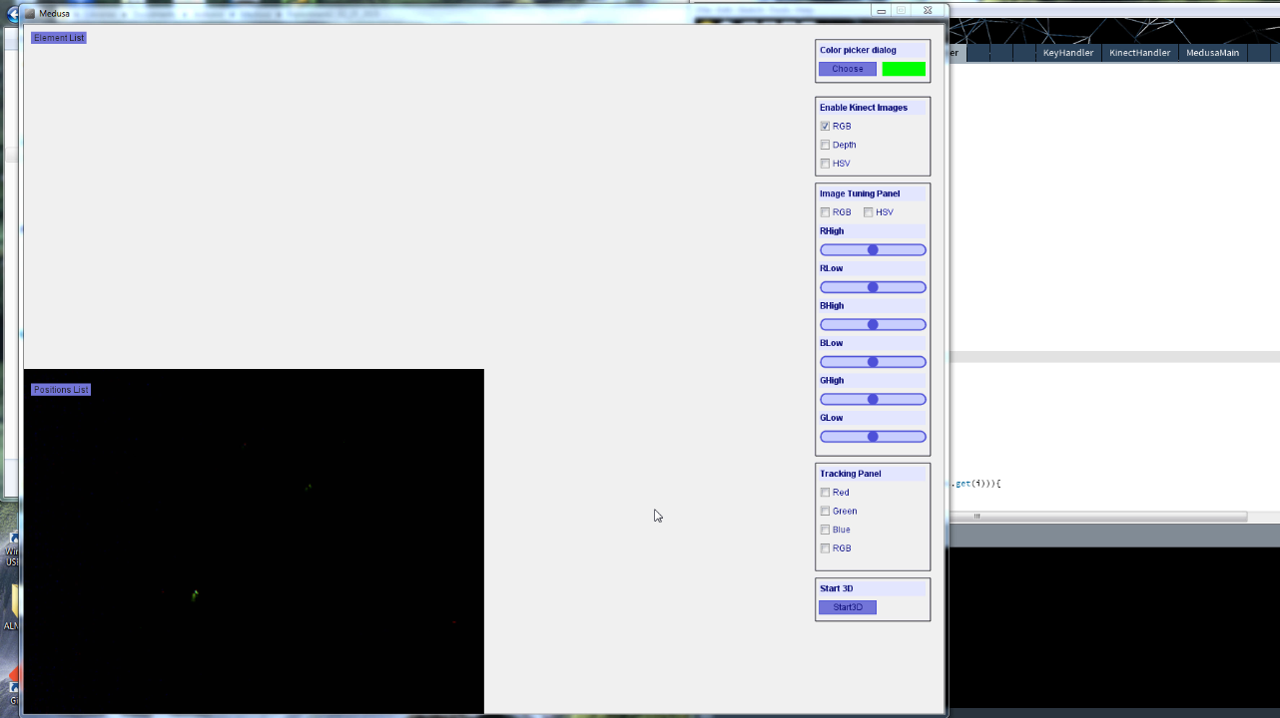 Medusa
Element List
Positions List
Color picker dialog
Choose
Enable Kinect Images
RGB
Depth
HSV
Image Tuning Panel
RGB HSV
RHigh
RLow
BHigh
BLow
GHigh
GLow
Tracking Panel
Red
Green
Blue
RGB
Start 3D
Start3D
er KeyHandler KinectHandler MedusaMain
.get(i))){